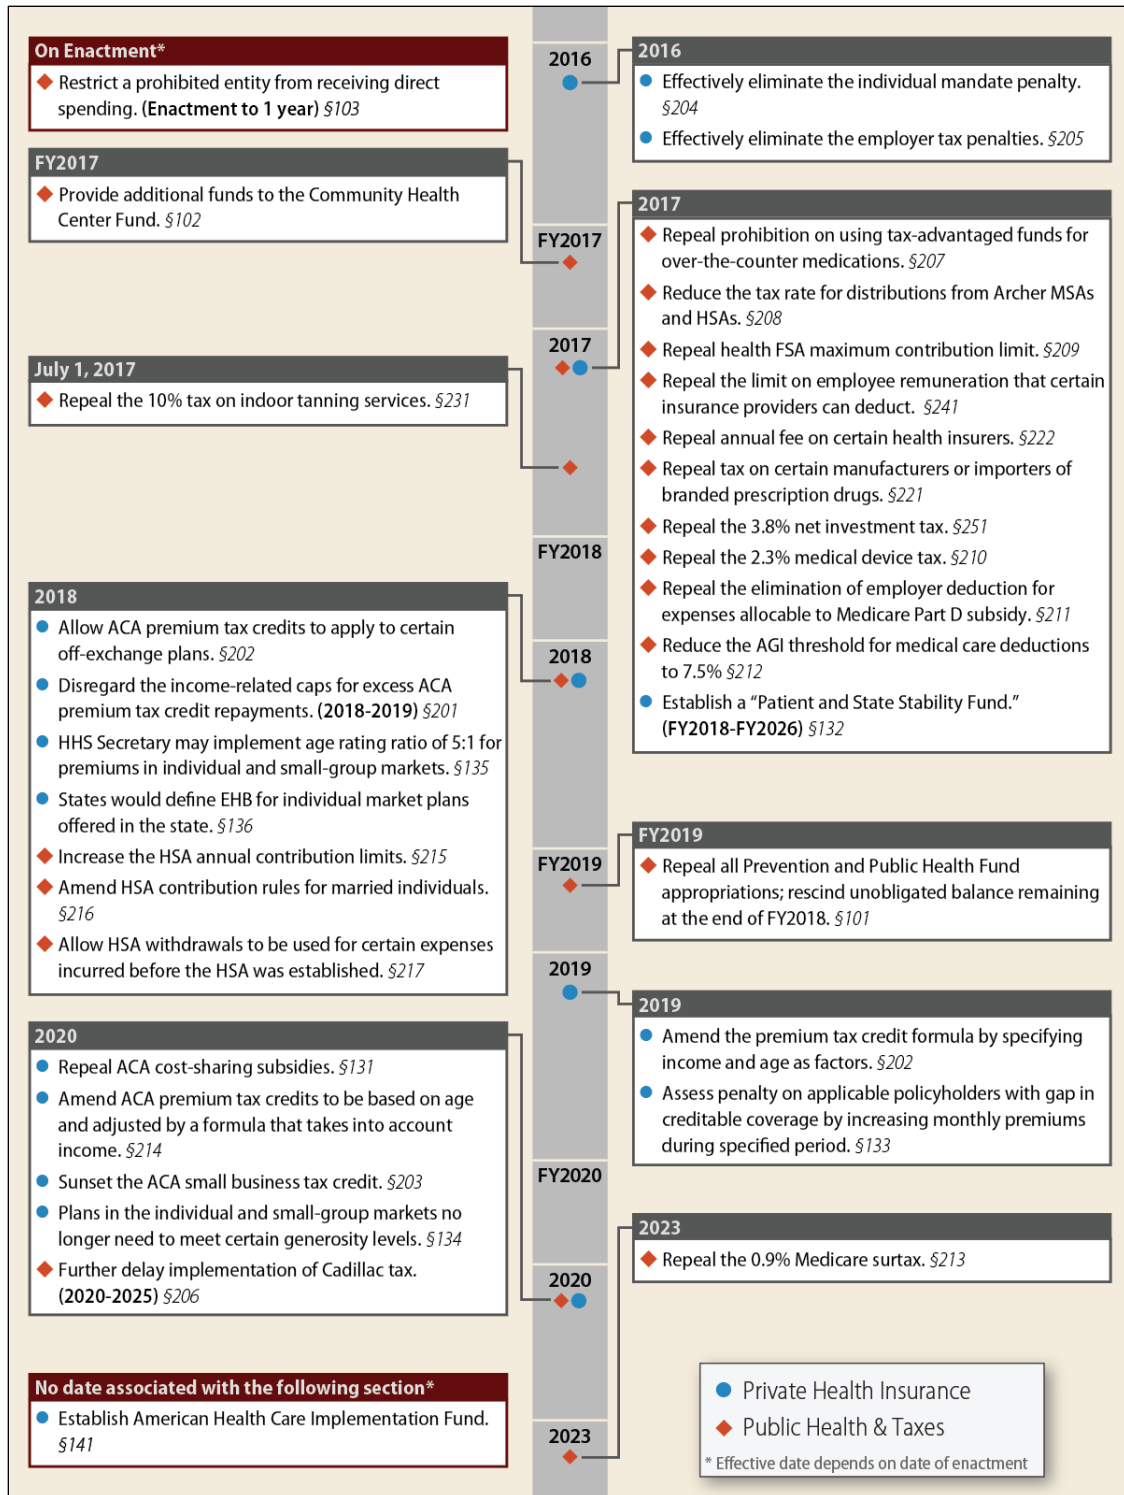 On Enactment*
Restrict a prohibited entity from receiving direct
spending. (Enactment to 1 year) §103
FY2017
Provide additional funds to the Community Health
Center Fund. §102
July 1, 2017
Repeal the 10% tax on indoor tanning services. §231
2018
Allow ACA premium tax credits to apply to certain
off-exchange plans. §202
Disregard the income-related caps for excess ACA
premium tax credit repayments. (2018-2019) §201
HHS Secretary may implement age rating ratio of 5:1 for
premiums in individual and small-group markets. §135
States would define EHB for individual market plans
offered in the state. §136
Increase the HSA annual contribution limits. §215
Amend HSA contribution rules for married individuals.
§216
Allow HSA withdrawals to be used for certain expenses
incurred before the HSA was established. §217
2020
Repeal ACA cost-sharing subsidies. §131
Amend ACA premium tax credits to be based on age
and adjusted by a formula that takes into account
income. §214
Sunset the ACA small business tax credit. §203
Plans in the individual and small-group markets no
longer need to meet certain generosity levels. §134
Further delay implementation of Cadillac tax.
(2020-2025) §206
No date associated with the following section*
Establish American Health Care Implementation Fund.
§141
2016
FY2017
2017
FY2018
2018
FY2019
2019
FY2020
2020
2023
2016
Effectively eliminate the individual mandate penalty.
§204
Effectively eliminate the employer tax penalties. §205
2017
Repeal prohibition on using tax-advantaged funds for
over-the-counter medications. §207
Reduce the tax rate for distributions from Archer MSAs
and HSAs. §208
Repeal health FSA maximum contribution limit. §209
Repeal the limit on employee remuneration that certain
insurance providers can deduct. §241
Repeal annual fee on certain health insurers. §222
Repeal tax on certain manufacturers or importers of
branded prescription drugs. §221
Repeal the 3.8% net investment tax. §251
Repeal the 2.3% medical device tax. §210
Repeal the elimination of employer deduction for
expenses allocable to Medicare Part D subsidy. §211
Reduce the AGI threshold for medical care deductions
to 7.5% §212
Establish a “Patient and State Stability Fund.”
(FY2018-FY2026) §132
FY2019
Repeal all Prevention and Public Health Fund
appropriations; rescind unobligated balance remaining
at the end of FY2018. §101
2019
Amend the premium tax credit formula by specifying
income and age as factors. §202
Assess penalty on applicable policyholders with gap in
creditable coverage by increasing monthly premiums
during specified period. §133
2023
Repeal the 0.9% Medicare surtax. §213
Private Health Insurance
Public Health & Taxes
* Effective date depends on date of enactment